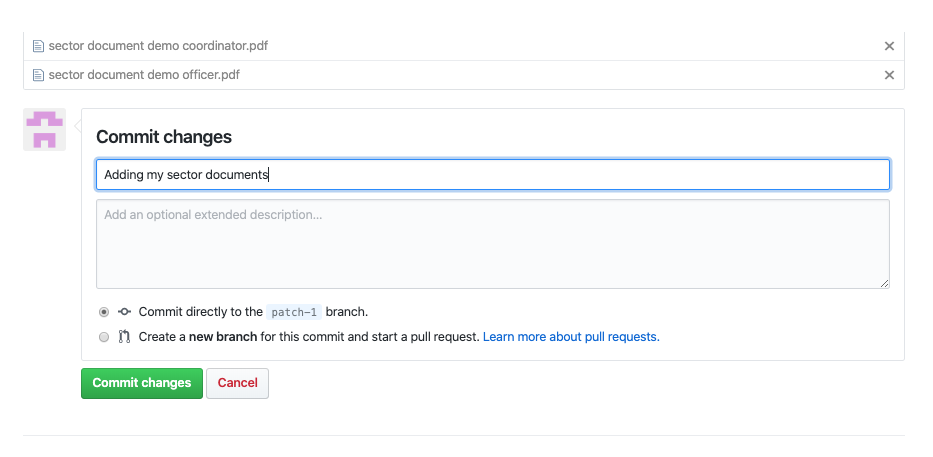 sector document demo coordinator.pdf
sector document demo officer.pdf
Commit changes
Adding my sector documents
Add an optional extended description...
Commit directly to the patch-1 branch.
Create a new branch for this commit and start a pull request. Learn more about pull requests.
Commit changes Cancel